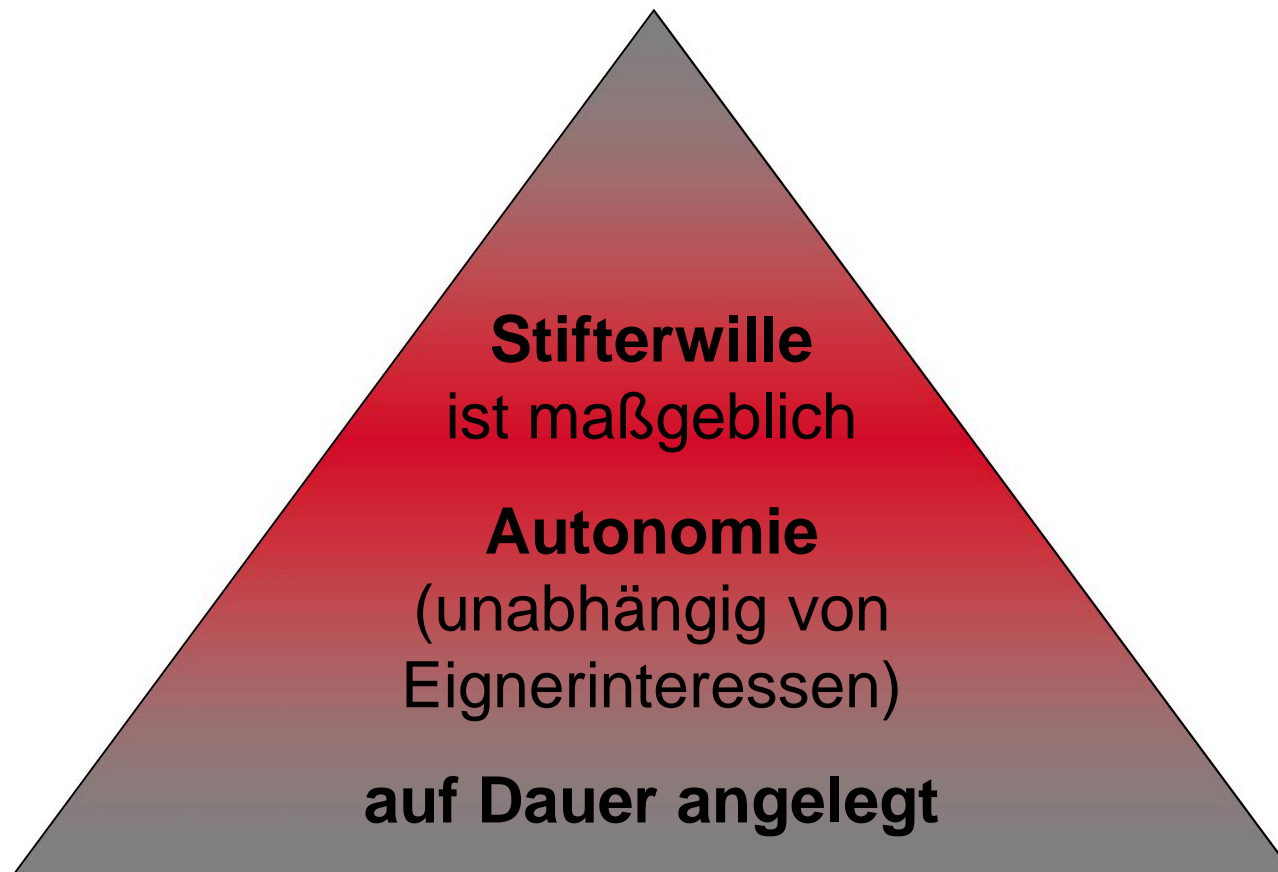 Stifterwille
ist maßgeblich
Autonomie
(unabhängig von
Eignerinteressen)
auf Dauer angelegt